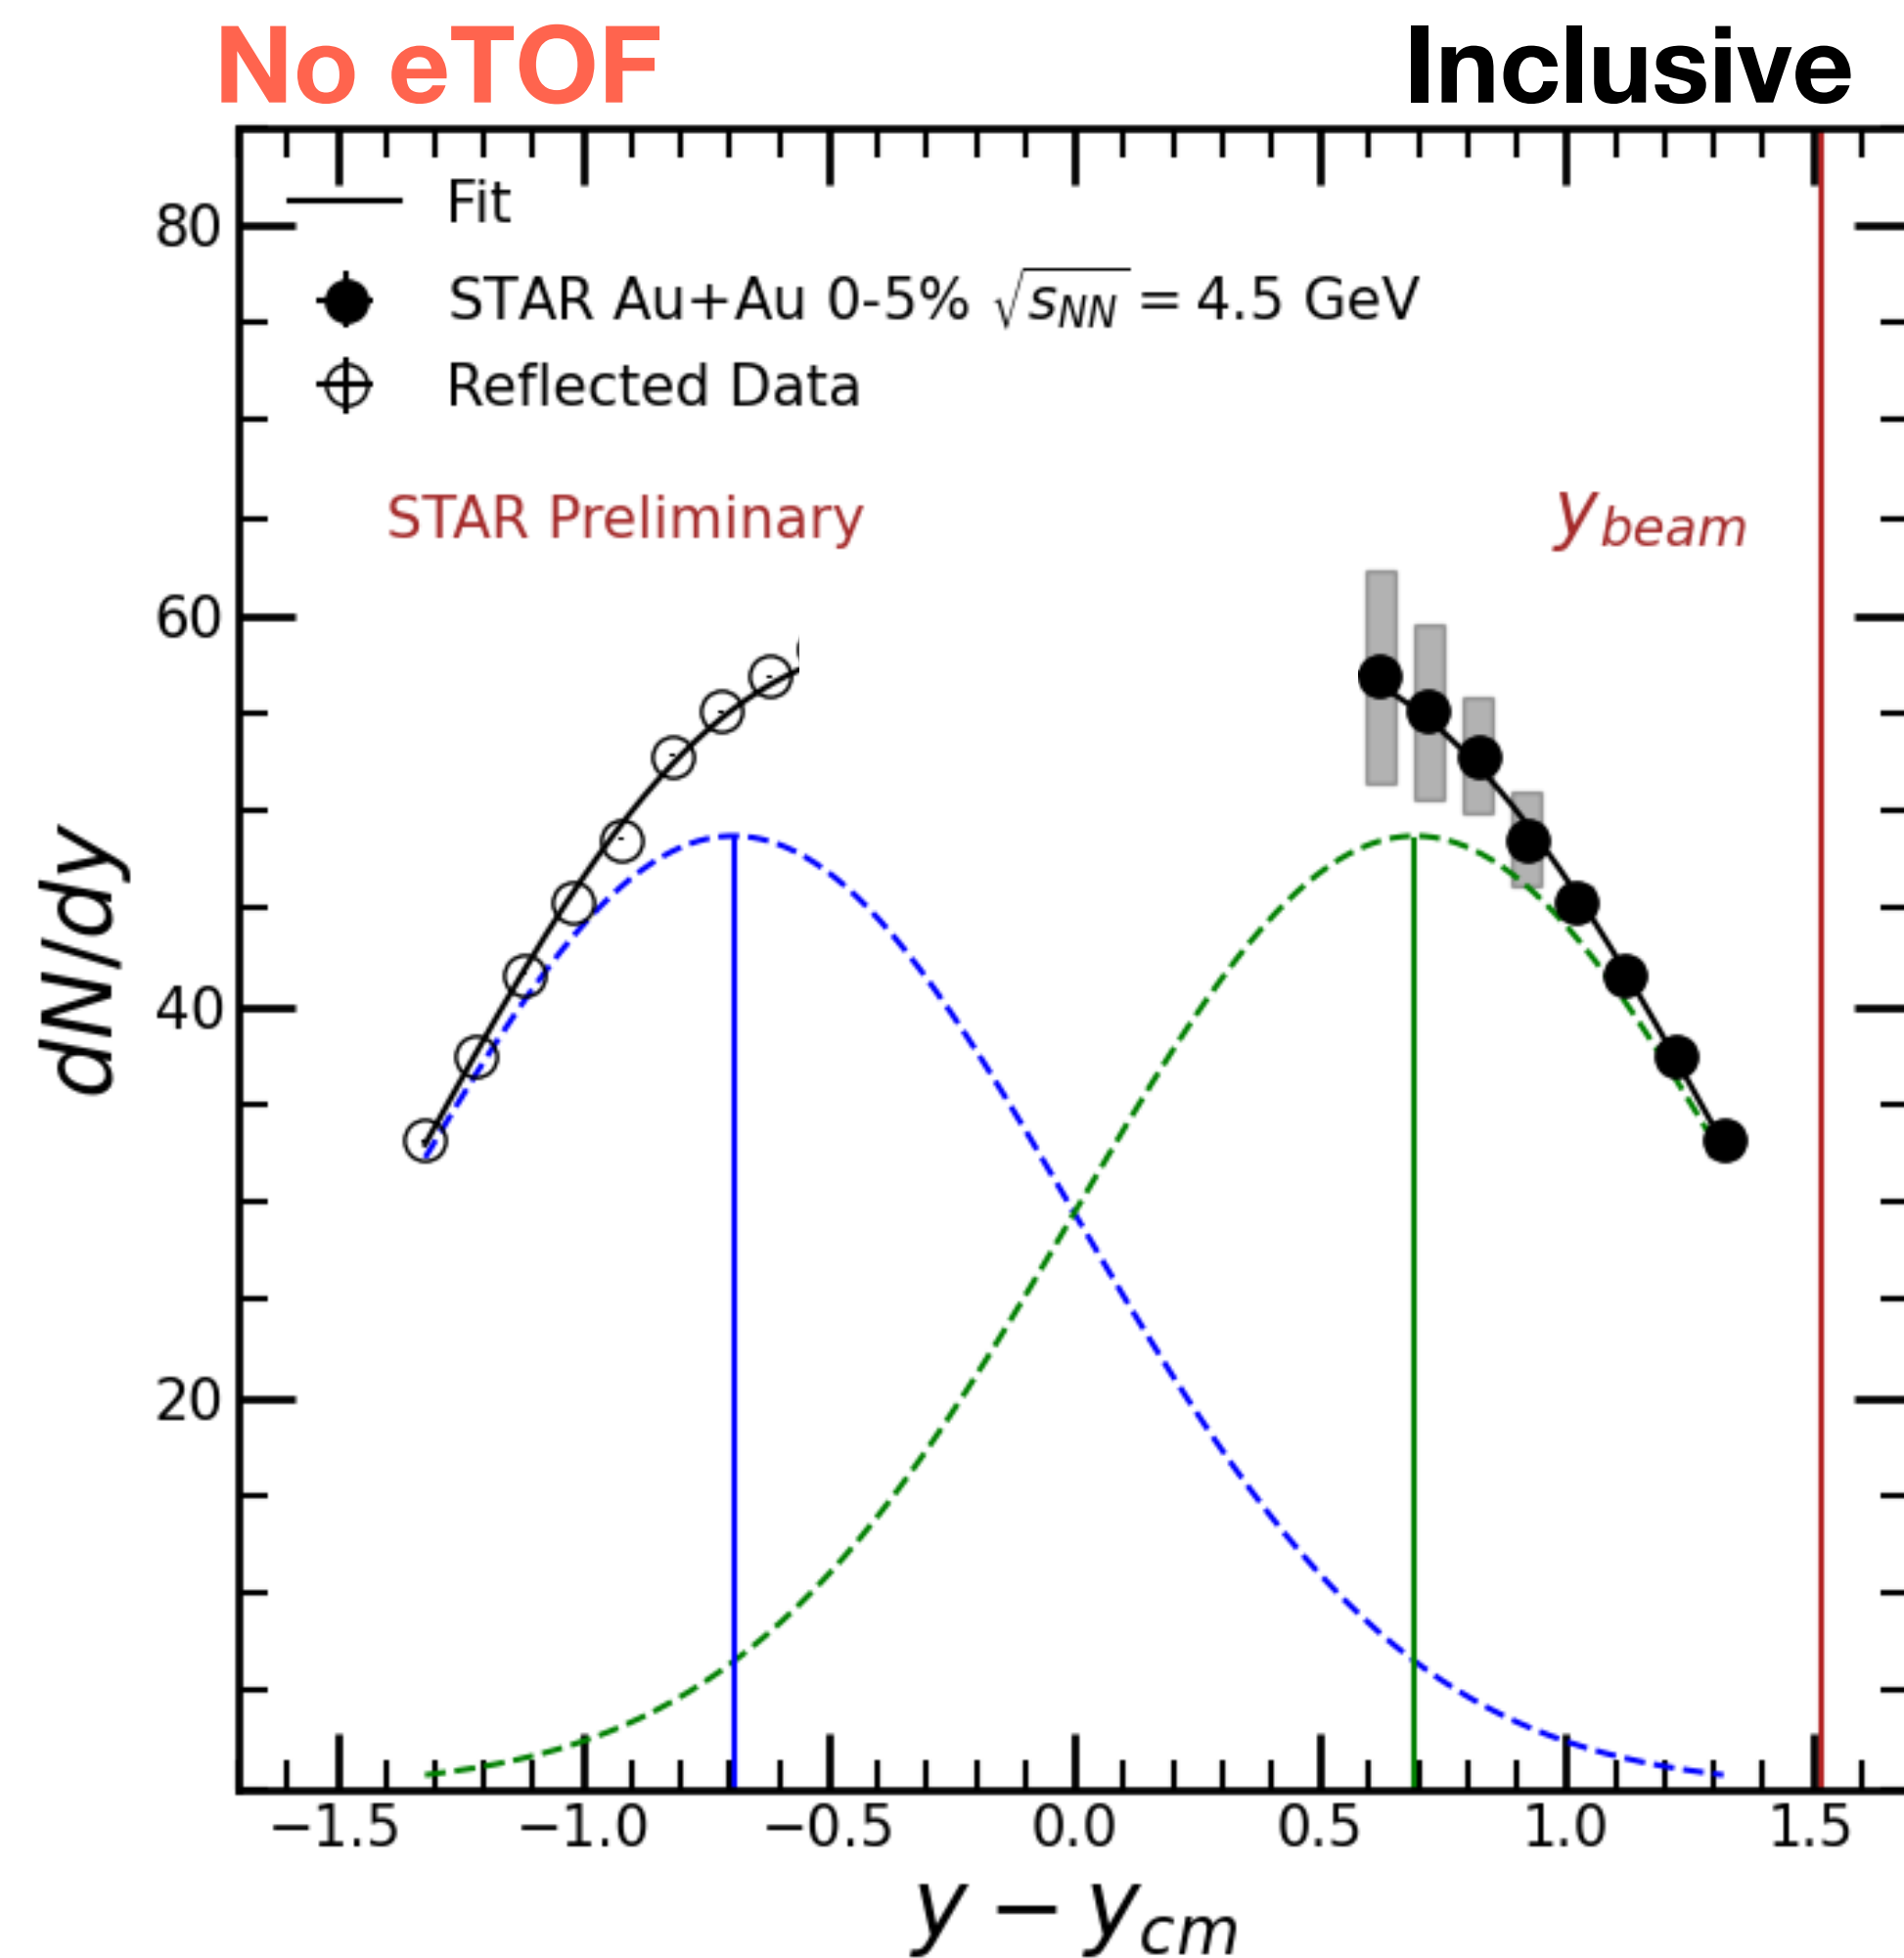 No eTOF Inclusive
Fit
STAR Au+Au 0-5% √sNN = 4.5 GeV
Reflected Data
STAR Preliminary
ybeam
80
60
40
20
dN/dy
−1.5 −1.0 −0.5 0.0 0.5 1.0 1.5
y − ycm